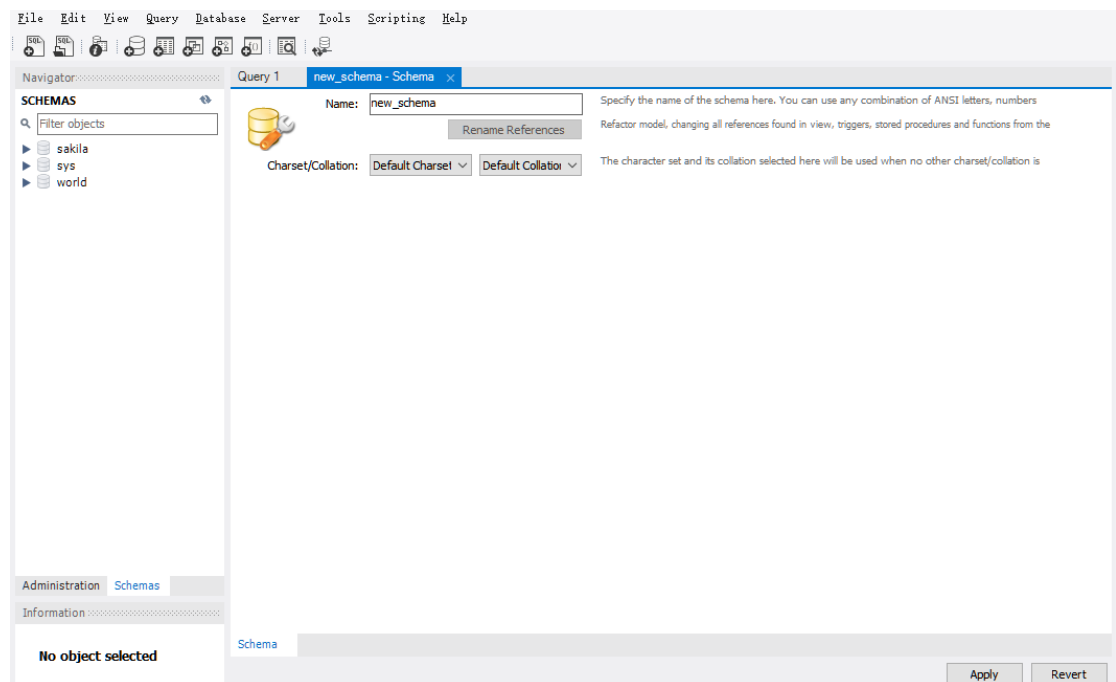 File Edit View Query Database Server Tools Scripting Help
SQL SQL
Navigator
SCHEMAS
Filter objects
sakila
sys
world
Administration Schemas
Information
No object selected
Query 1 new_schema - Schema
Name: new_schema
Specify the name of the schema here. You can use any combination of ANSI letters, numbers
Rename References
Refactor model, changing all references found in view, triggers, stored procedures and functions from the
Charset/Collation: Default Charset Default Collation
The character set and its collation selected here will be used when no other charset/collation is
Schema
Apply Revert